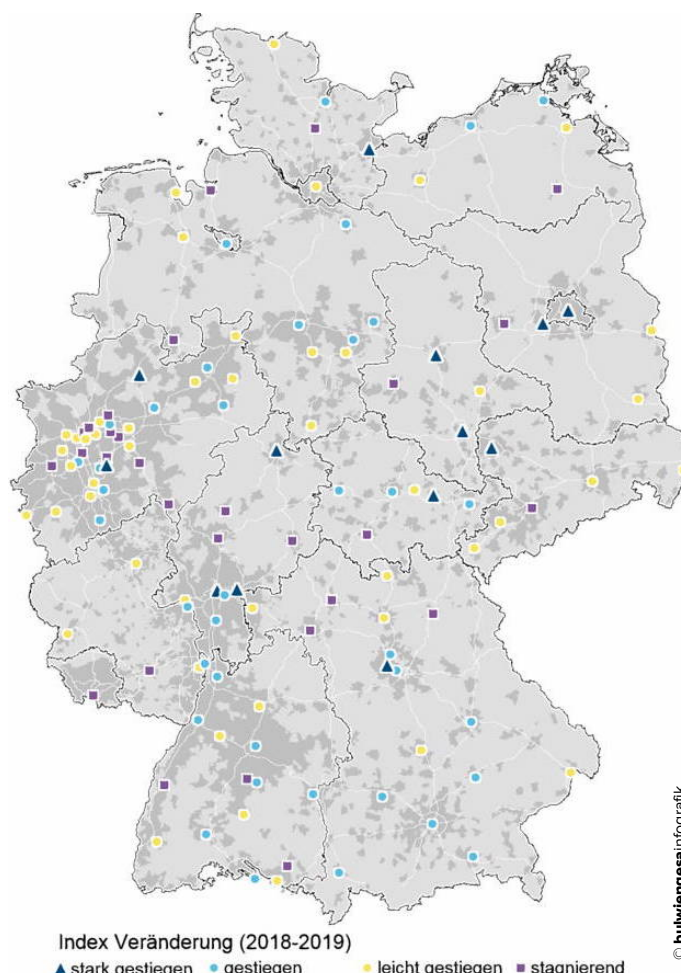 Index Veränderung (2018-2019)
stark gestiegen gestiegen leicht gestiegen stagnierend
© bulwiengesa infografik